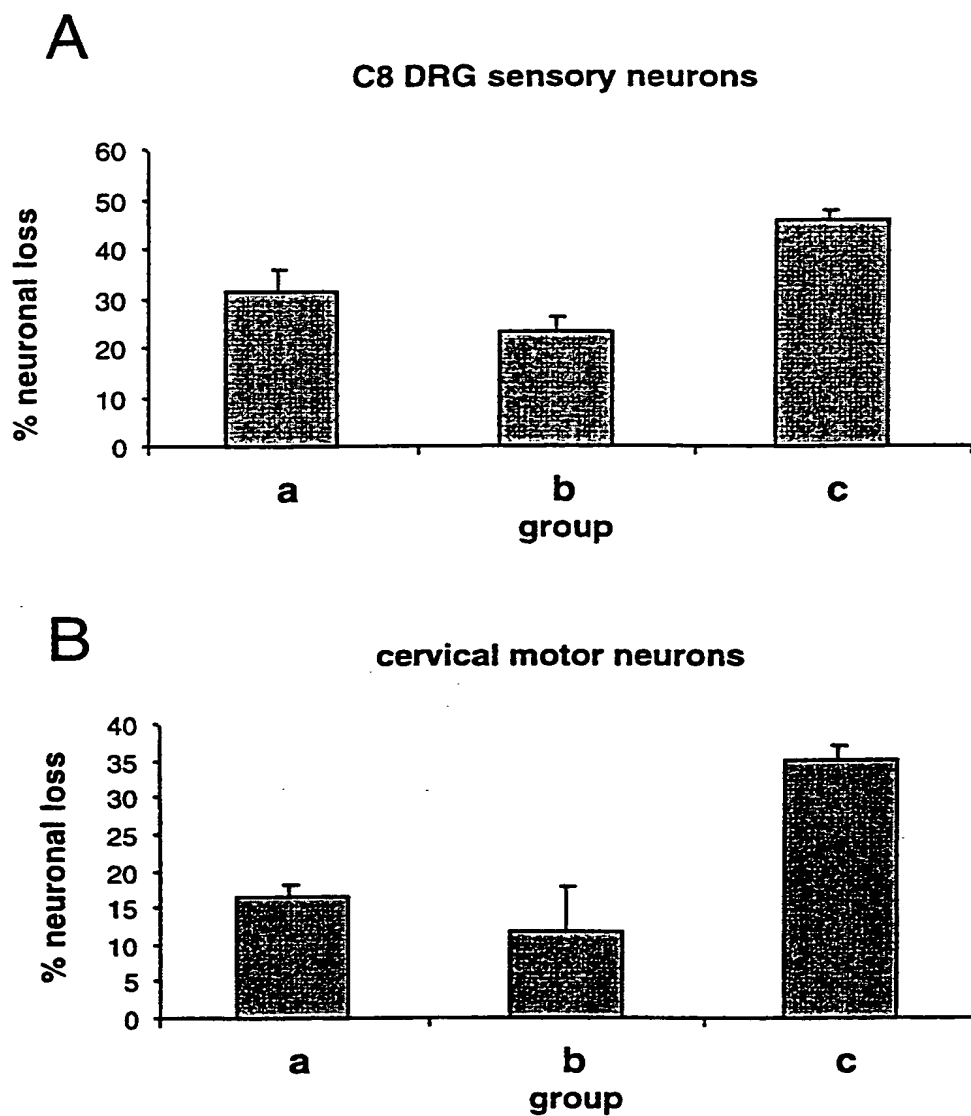 A
C8 DRG sensory neurons
% neuronal loss
60
50
40
30
20
10
0
a b c
group
B
cervical motor neurons
% neuronal loss
40
35
30
25
20
15
10
5
0
a b c
group